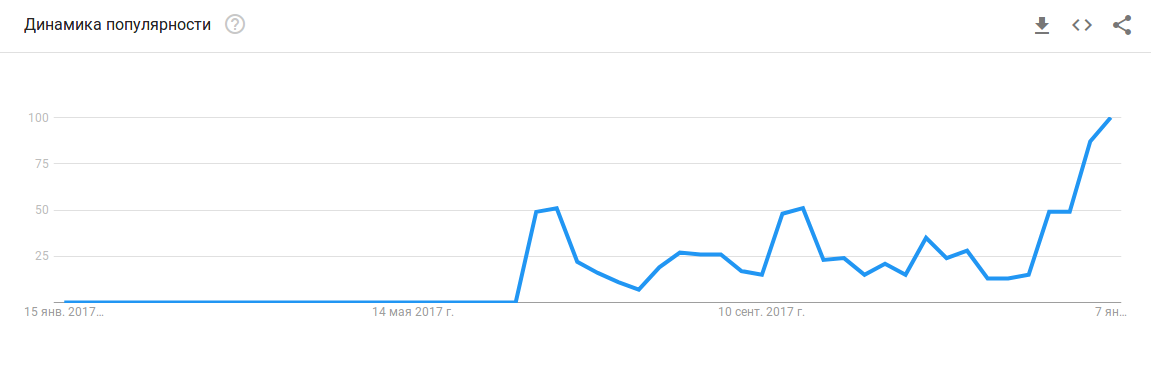 Динамика популярности ?
100
75
50
25
15 янв. 2017…
14 мая 2017 г.
10 сент. 2017 г.
7 ян…